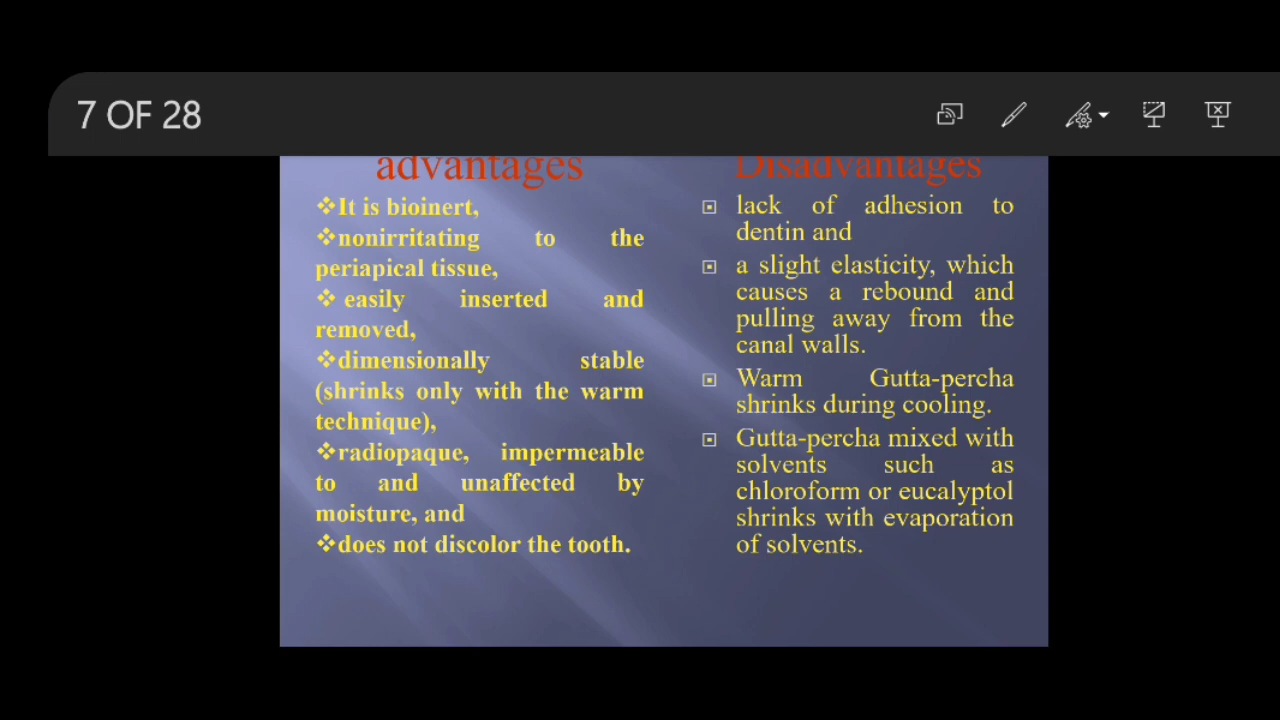 7 OF 28
advantages
It is bioinert,
nonirritating to the
periapical tissue,
easily inserted and
removed,
dimensionally stable
(shrinks only with the warm
technique),
radiopaque, impermeable
to and unaffected by
moisture, and
does not discolor the tooth.
Disadvantages
lack of adhesion to
dentin and
a slight elasticity, which
causes a rebound and
pulling away from the
canal walls.
Warm Gutta-percha
shrinks during cooling.
Gutta-percha mixed with
solvents such as
chloroform or eucalyptol
shrinks with evaporation
of solvents.